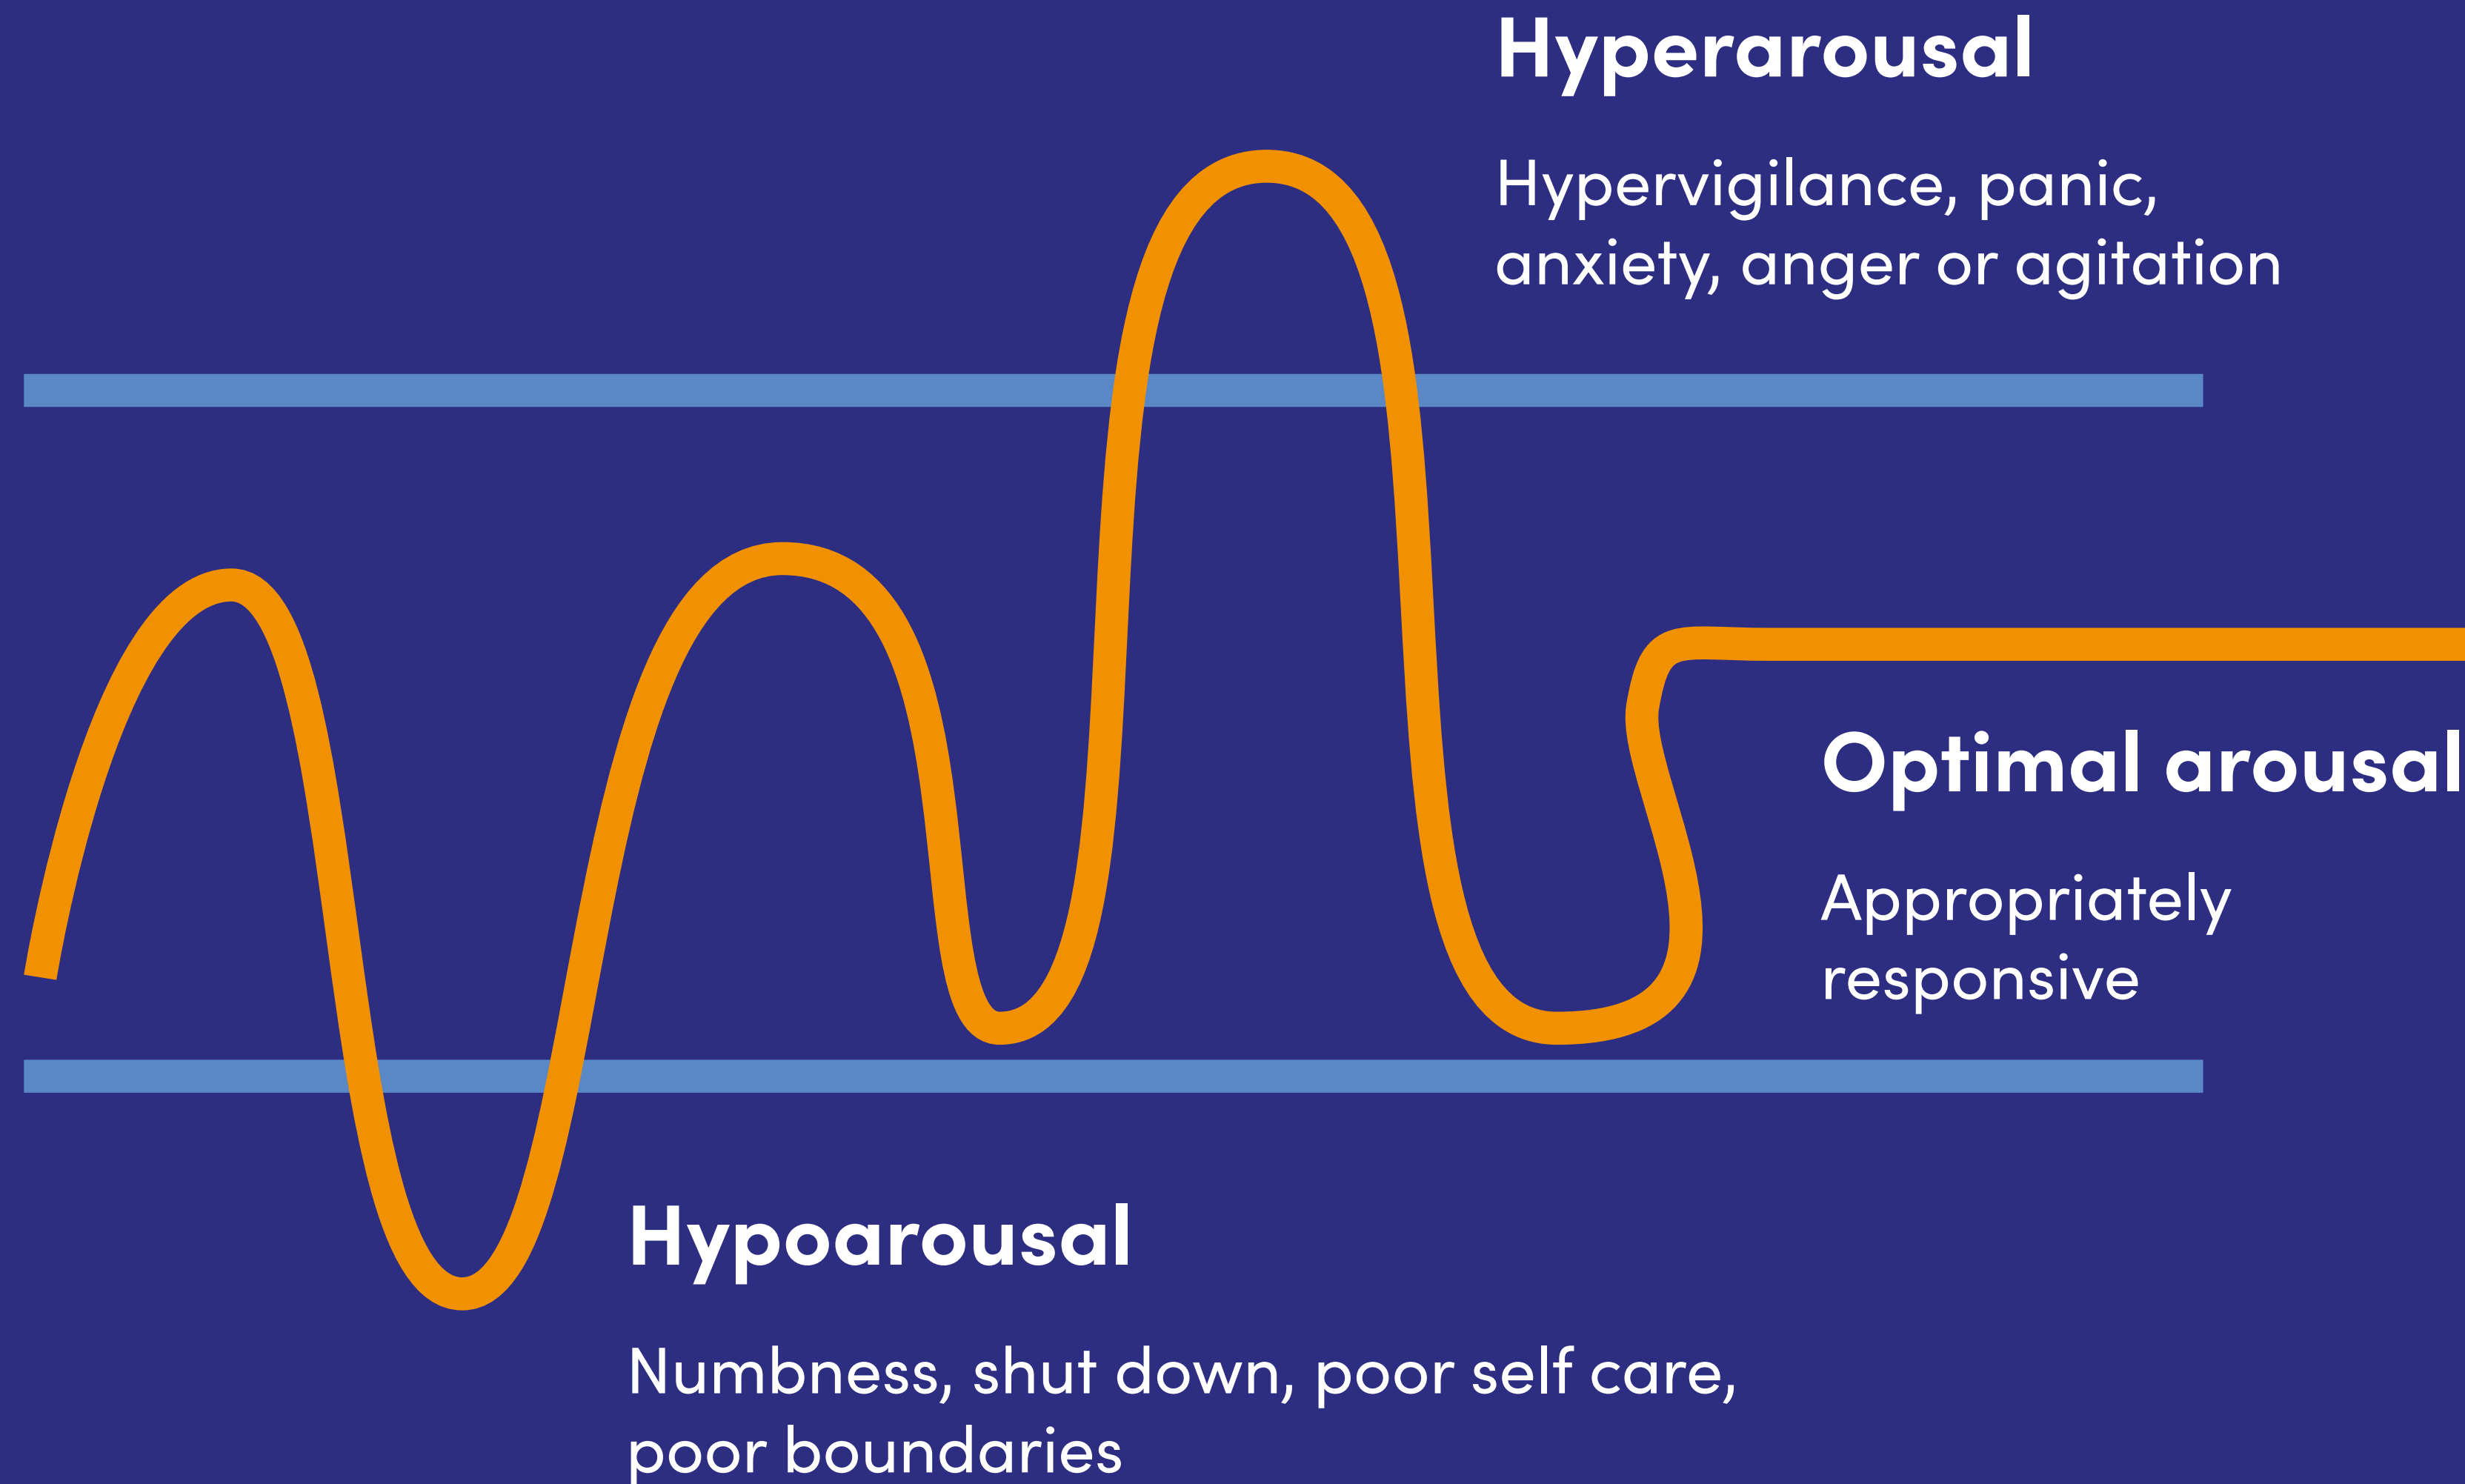 Hyperarousal
Hypervigilance, panic,
anxiety, anger or agitation
Optimal arousal
Appropriately
responsive
Hypoarousal
Numbness, shut down, poor self care,
poor boundaries